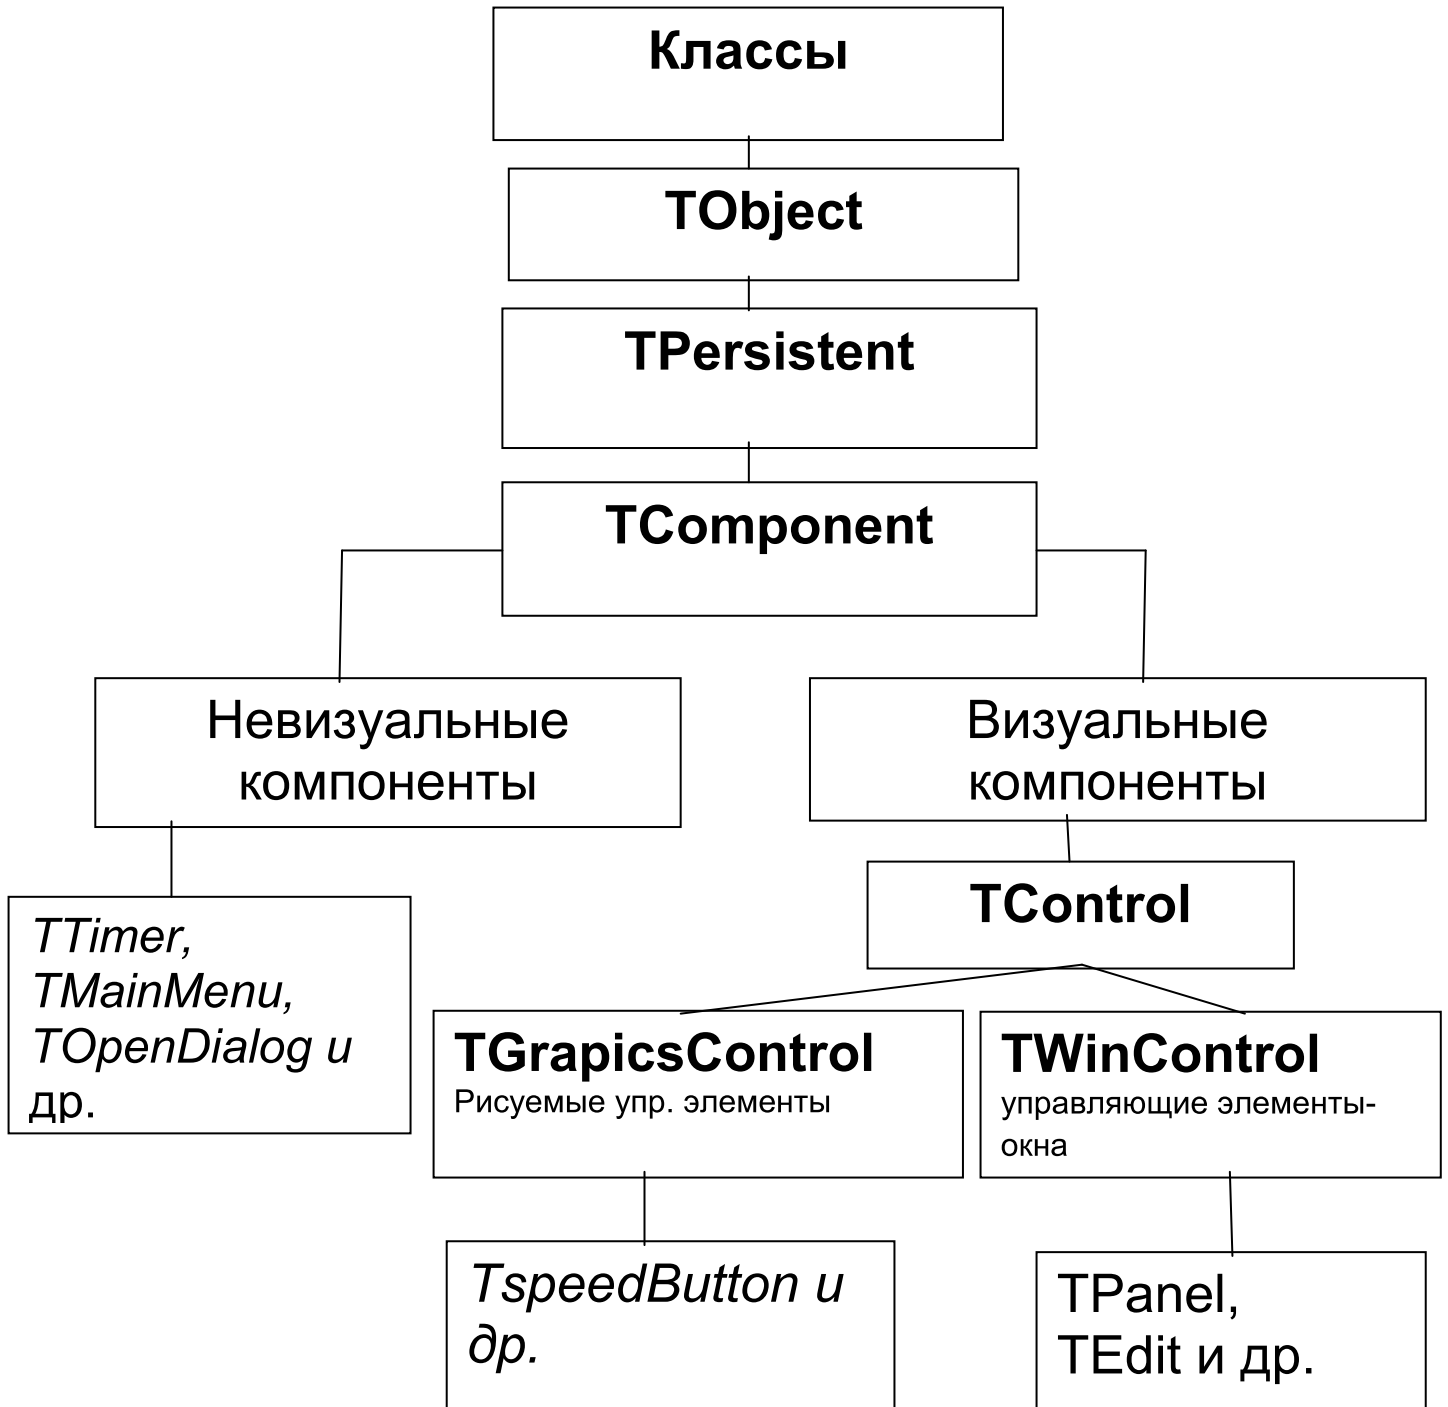 Классы
TObject
TPersistent
TComponent
Невизуальные
компоненты
Визуальные
компоненты
TControl
TTimer,
TMainMenu,
TOpenDialog и
др.
TGrapicsControl
Рисуемые упр. элементы
TWinControl
управляющие элементы-
окна
TspeedButton и
др.
TPanel,
TEdit и др.